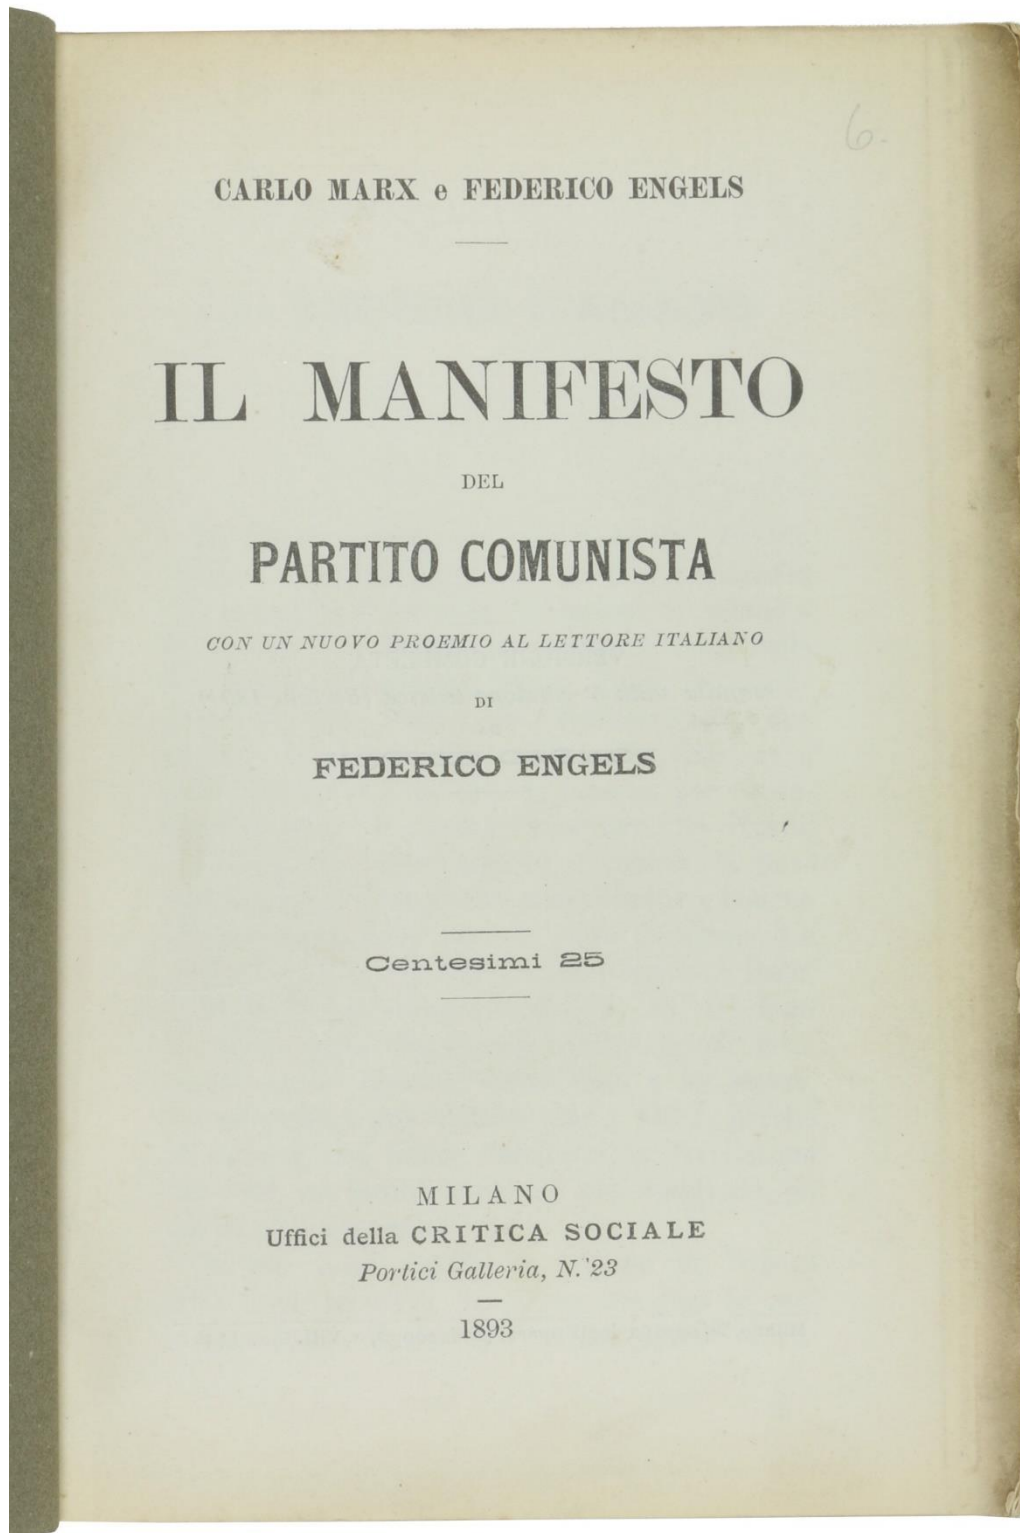 6.
CARLO MARX e FEDERICO ENGELS
IL MANIFESTO
DEL
PARTITO COMUNISTA
CON UN NUOVO PROEMIO AL LETTORE ITALIANO
DI
FEDERICO ENGELS
Centesimi 25
MILANO
Uffici della CRITICA SOCIALE
Portici Galleria, N. 23
1893